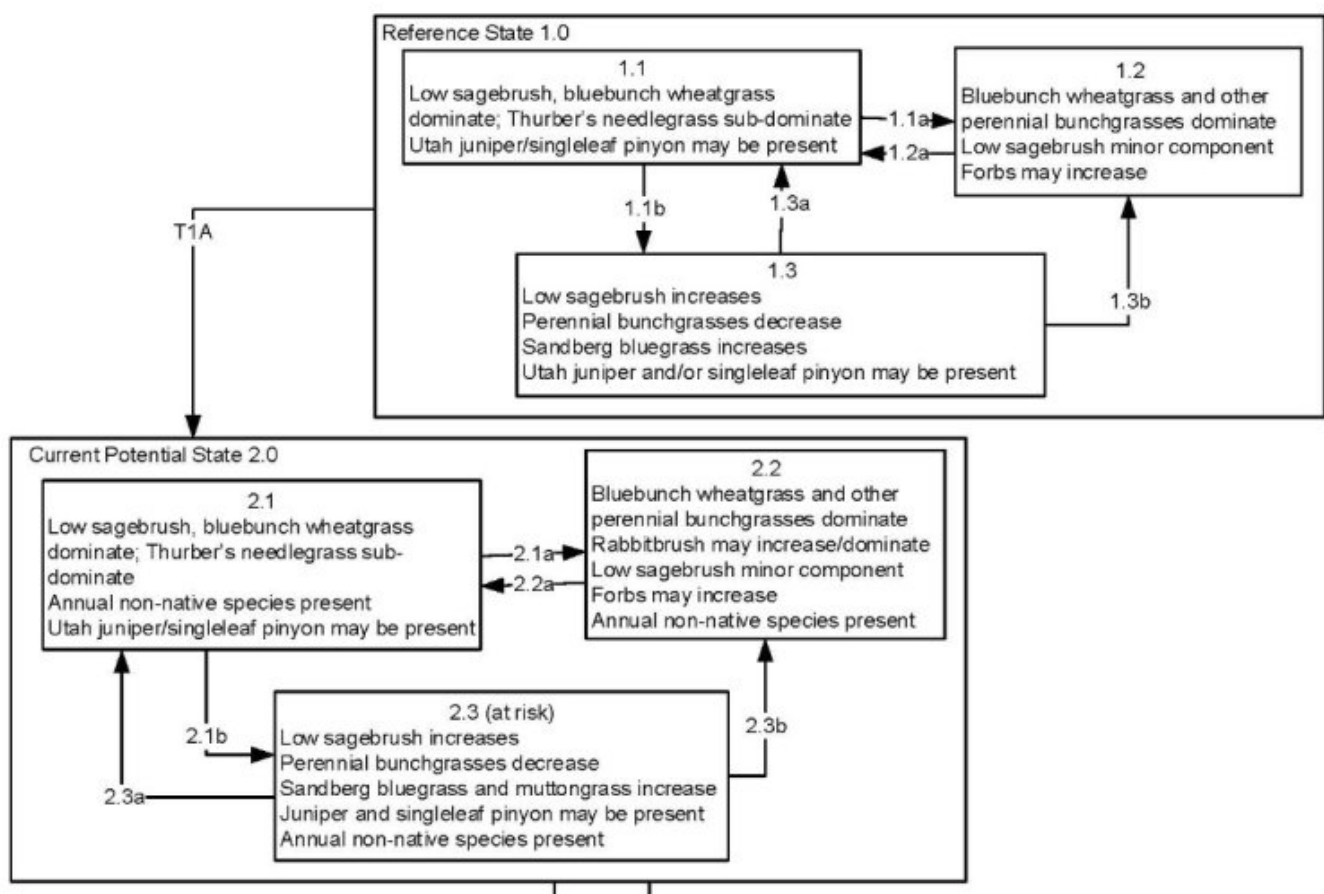 Reference State 1.0
1.1
Low sagebrush, bluebunch wheatgrass
dominate; Thurber's needlegrass sub-dominate
Utah juniper/singleleaf pinyon may be present
1.1a
1.2a
1.2
Bluebunch wheatgrass and other
perennial bunchgrasses dominate
Low sagebrush minor component
Forbs may increase
1.1b
1.3a
T1A
1.3
Low sagebrush increases
Perennial bunchgrasses decrease
Sandberg bluegrass increases
Utah juniper and/or singleleaf pinyon may be present
1.3b
Current Potential State 2.0
2.1
Low sagebrush, bluebunch wheatgrass
dominate; Thurber's needlegrass sub-
dominate
Annual non-native species present
Utah juniper/singleleaf pinyon may be present
2.1a
2.2a
2.2
Bluebunch wheatgrass and other
perennial bunchgrasses dominate
Rabbitbrush may increase/dominate
Low sagebrush minor component
Forbs may increase
Annual non-native species present
2.1b
2.3a
2.3 (at risk)
Low sagebrush increases
Perennial bunchgrasses decrease
Sandberg bluegrass and muttongrass increase
Juniper and singleleaf pinyon may be present
Annual non-native species present
2.3b